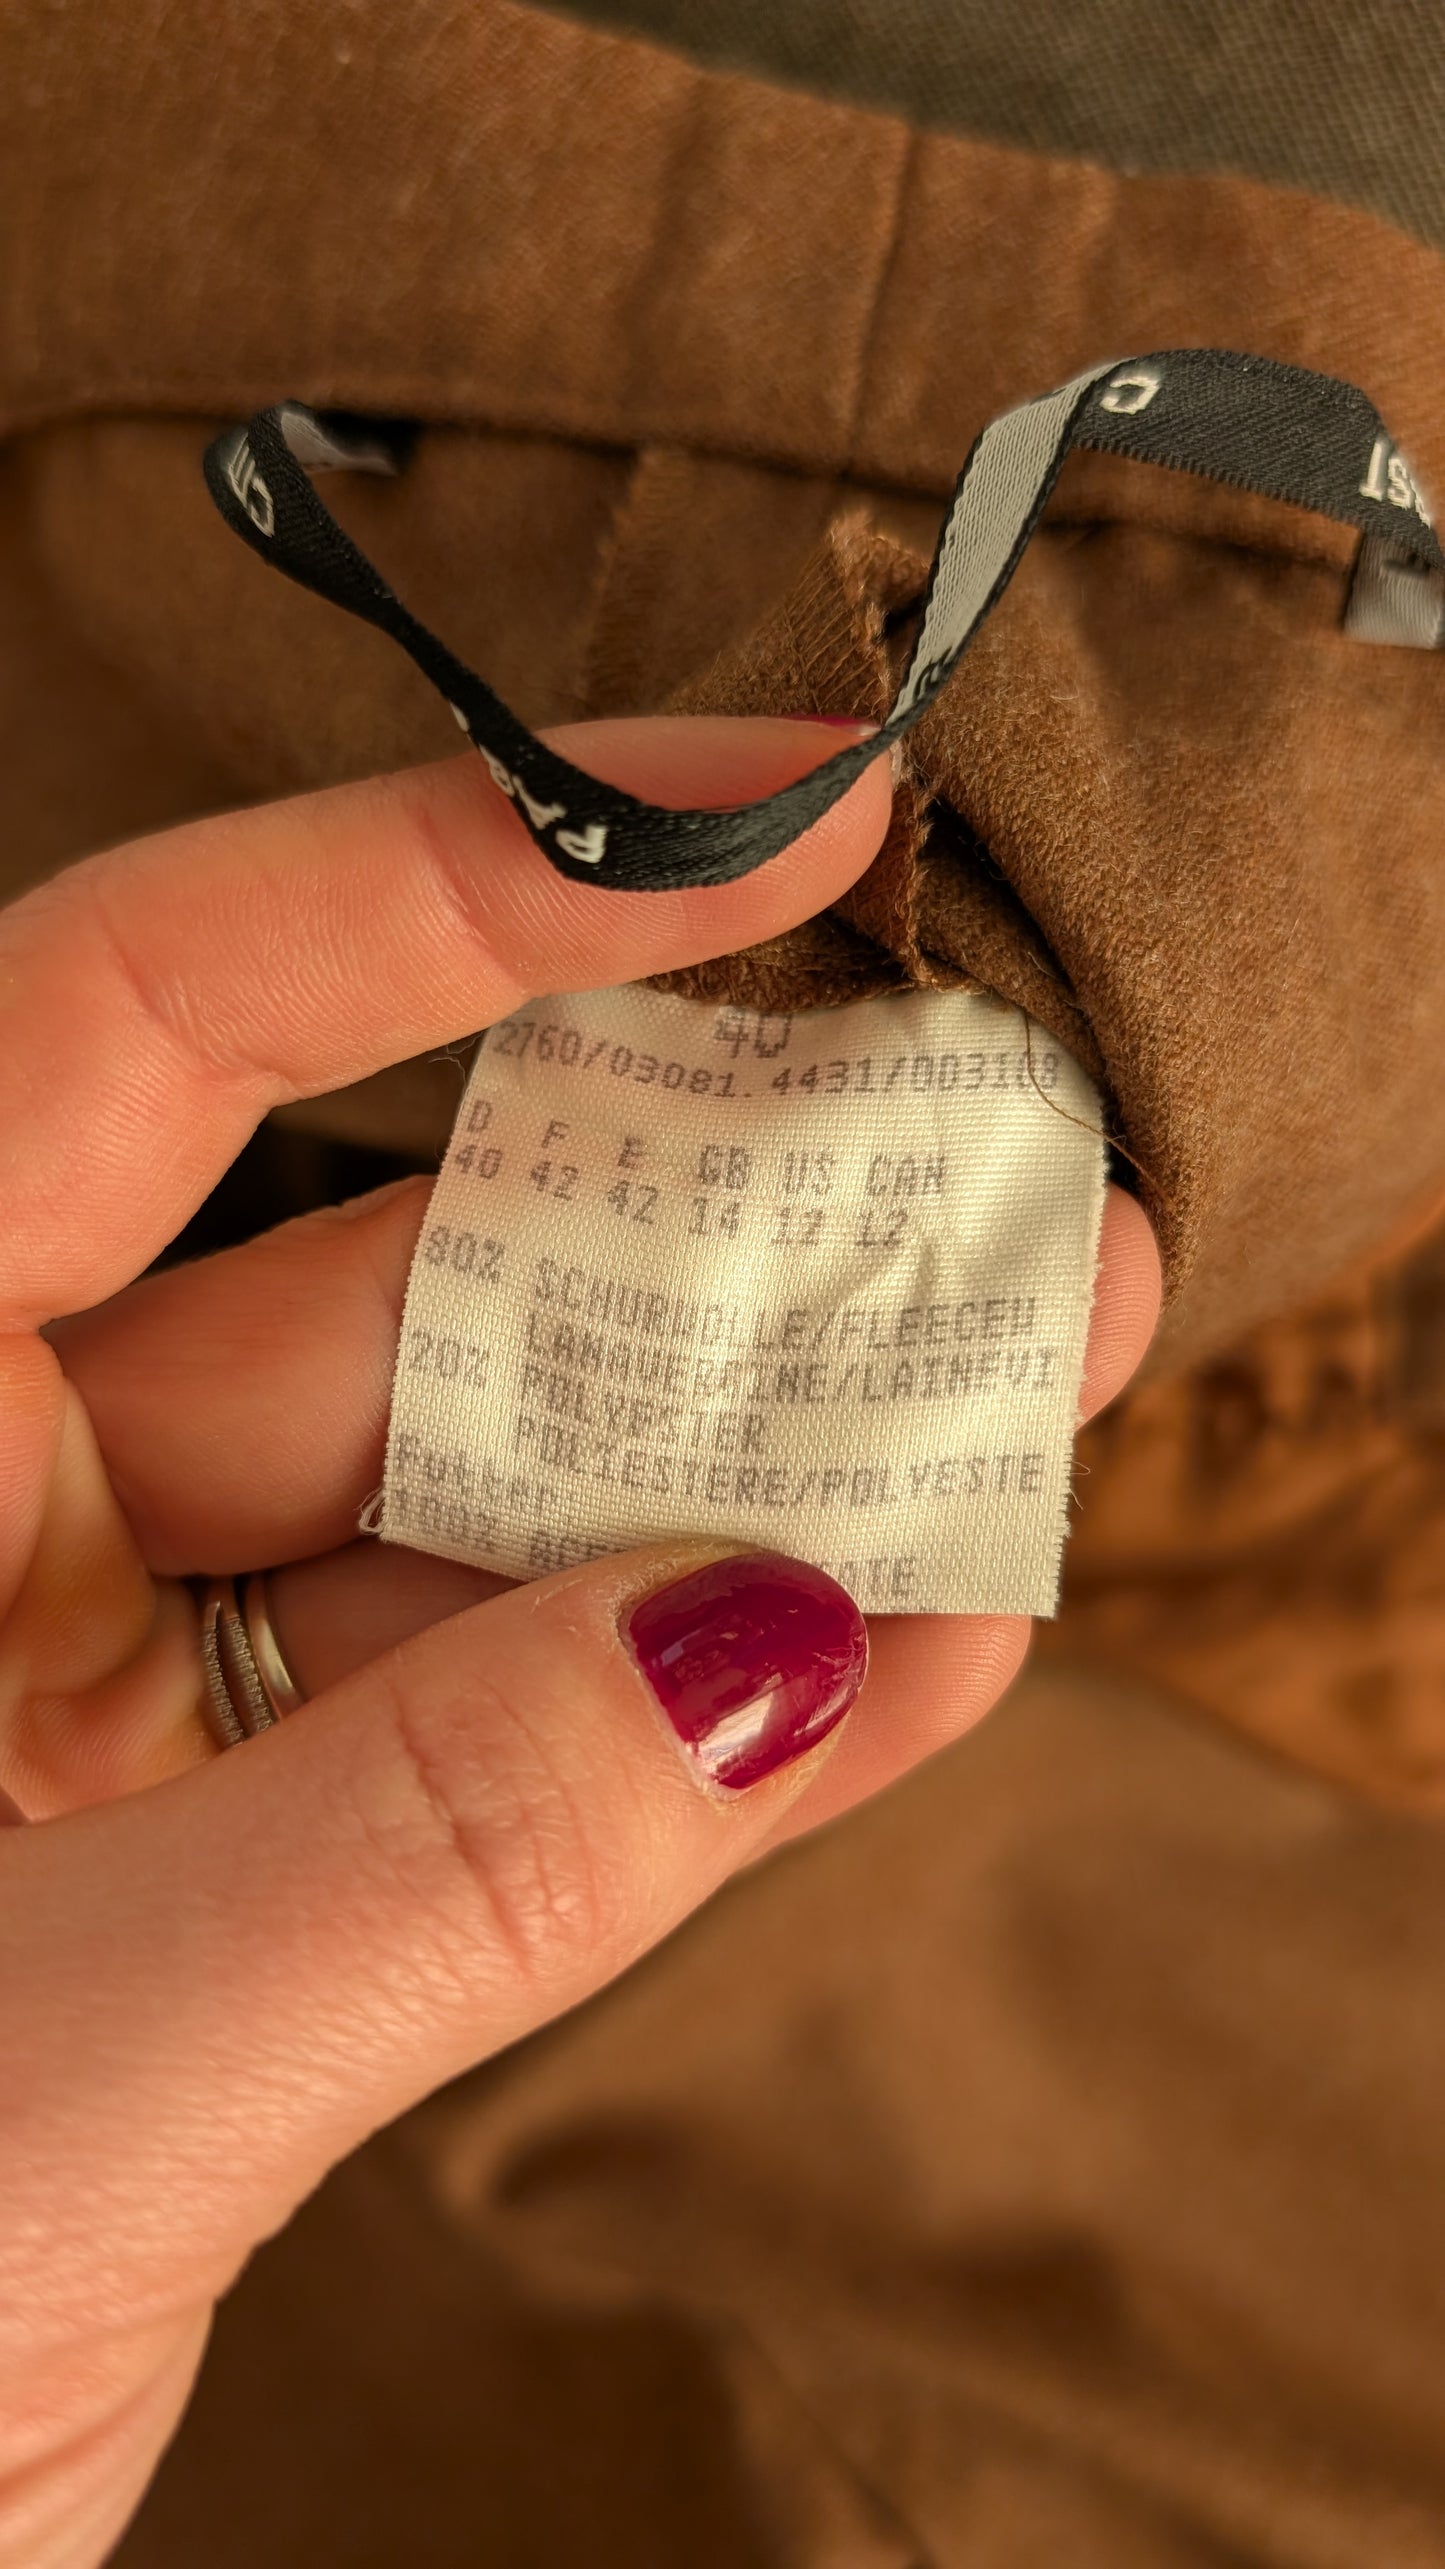 40
2760/03081.4431/003108
D F E GB US CAN
40 42 42 14 12 12
80% SCHURWOLLE/FLEECEW
LANAVERGINE/LAINEVI
20% POLYESTER
POLIESTERE/POLYESTE
100%